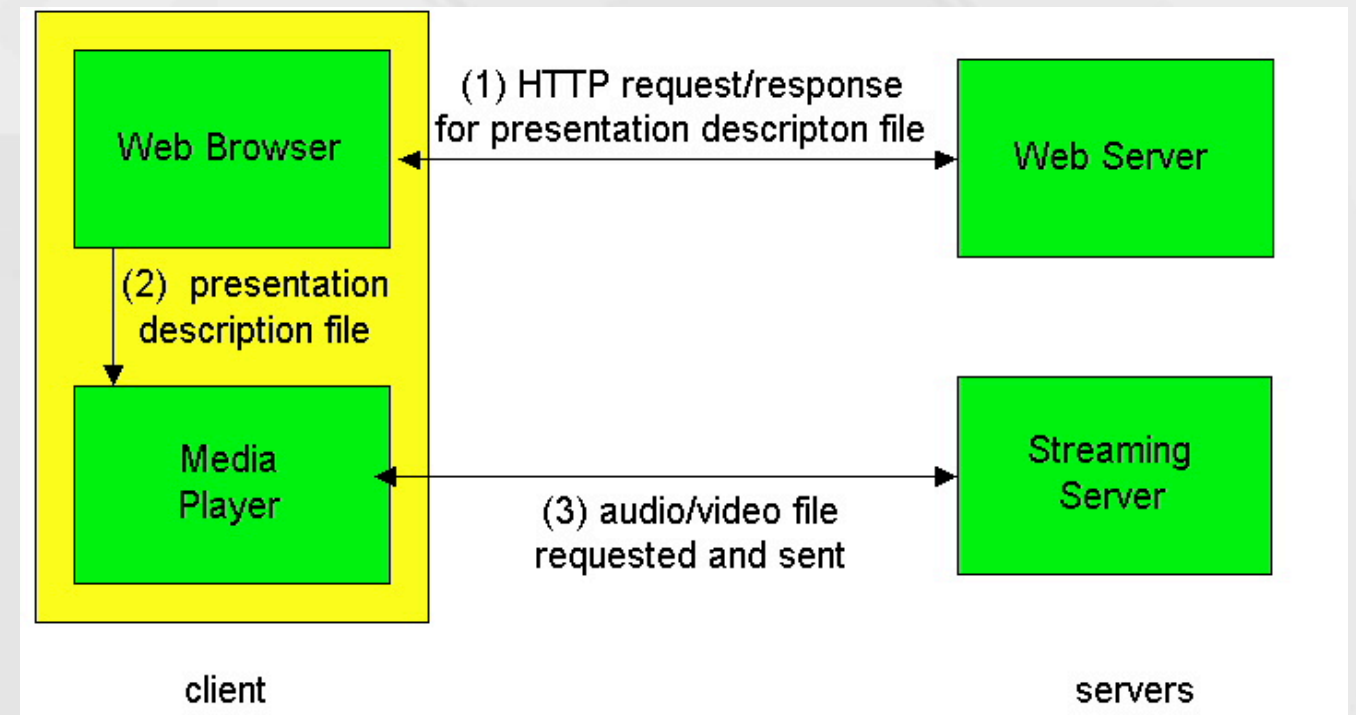 (1) HTTP request/response
for presentation descripton file
Web Browser
Web Server
(2) presentation
description file
Media
Player
Streaming
Server
(3) audio/video file
requested and sent
client
servers